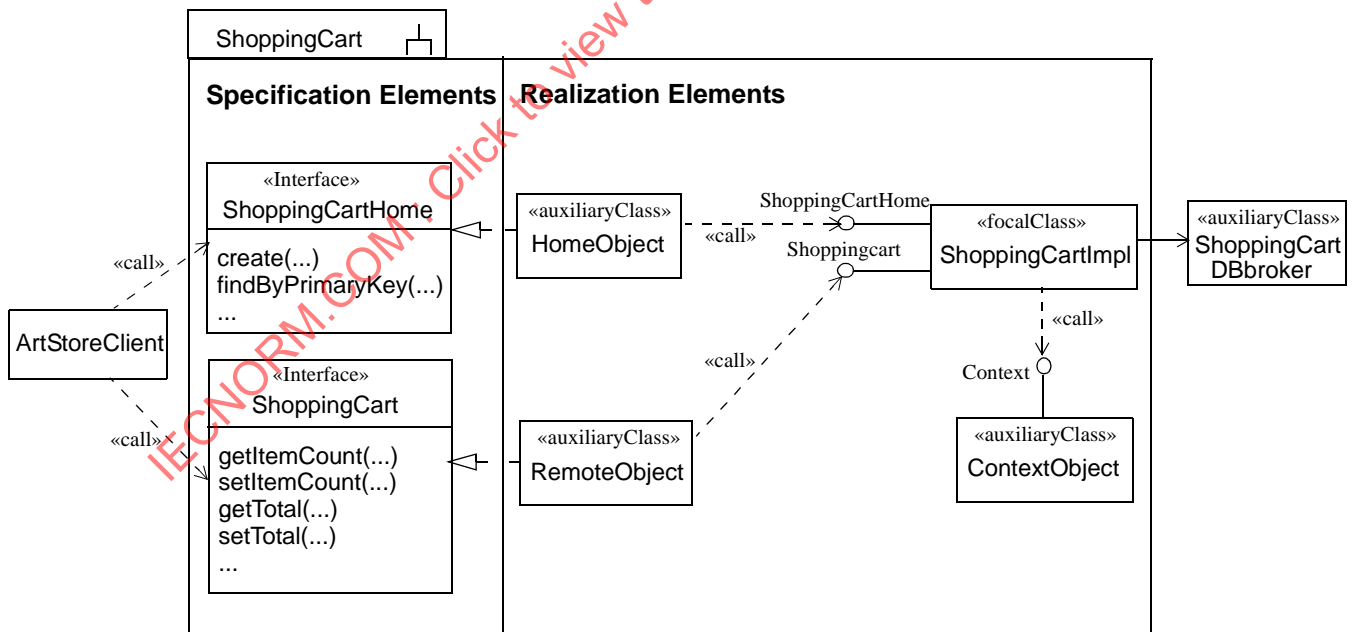 ShoppingCart
Specification Elements
Realization Elements
«Interface»
ShoppingCartHome
create(...)
findByPrimaryKey(...)
...
«call»
ArtStoreClient
«call»
«Interface»
ShoppingCart
getItemCount(...)
setItemCount(...)
getTotal(...)
setTotal(...)
...
«auxiliaryClass»
HomeObject
«call»
ShoppingCartHome
Shoppingcart
«focalClass»
ShoppingCartImpl
«auxiliaryClass»
ShoppingCart
DBbroker
«call»
«call»
Context
«auxiliaryClass»
RemoteObject
«auxiliaryClass»
ContextObject
IECNORM.COM : Click to view t